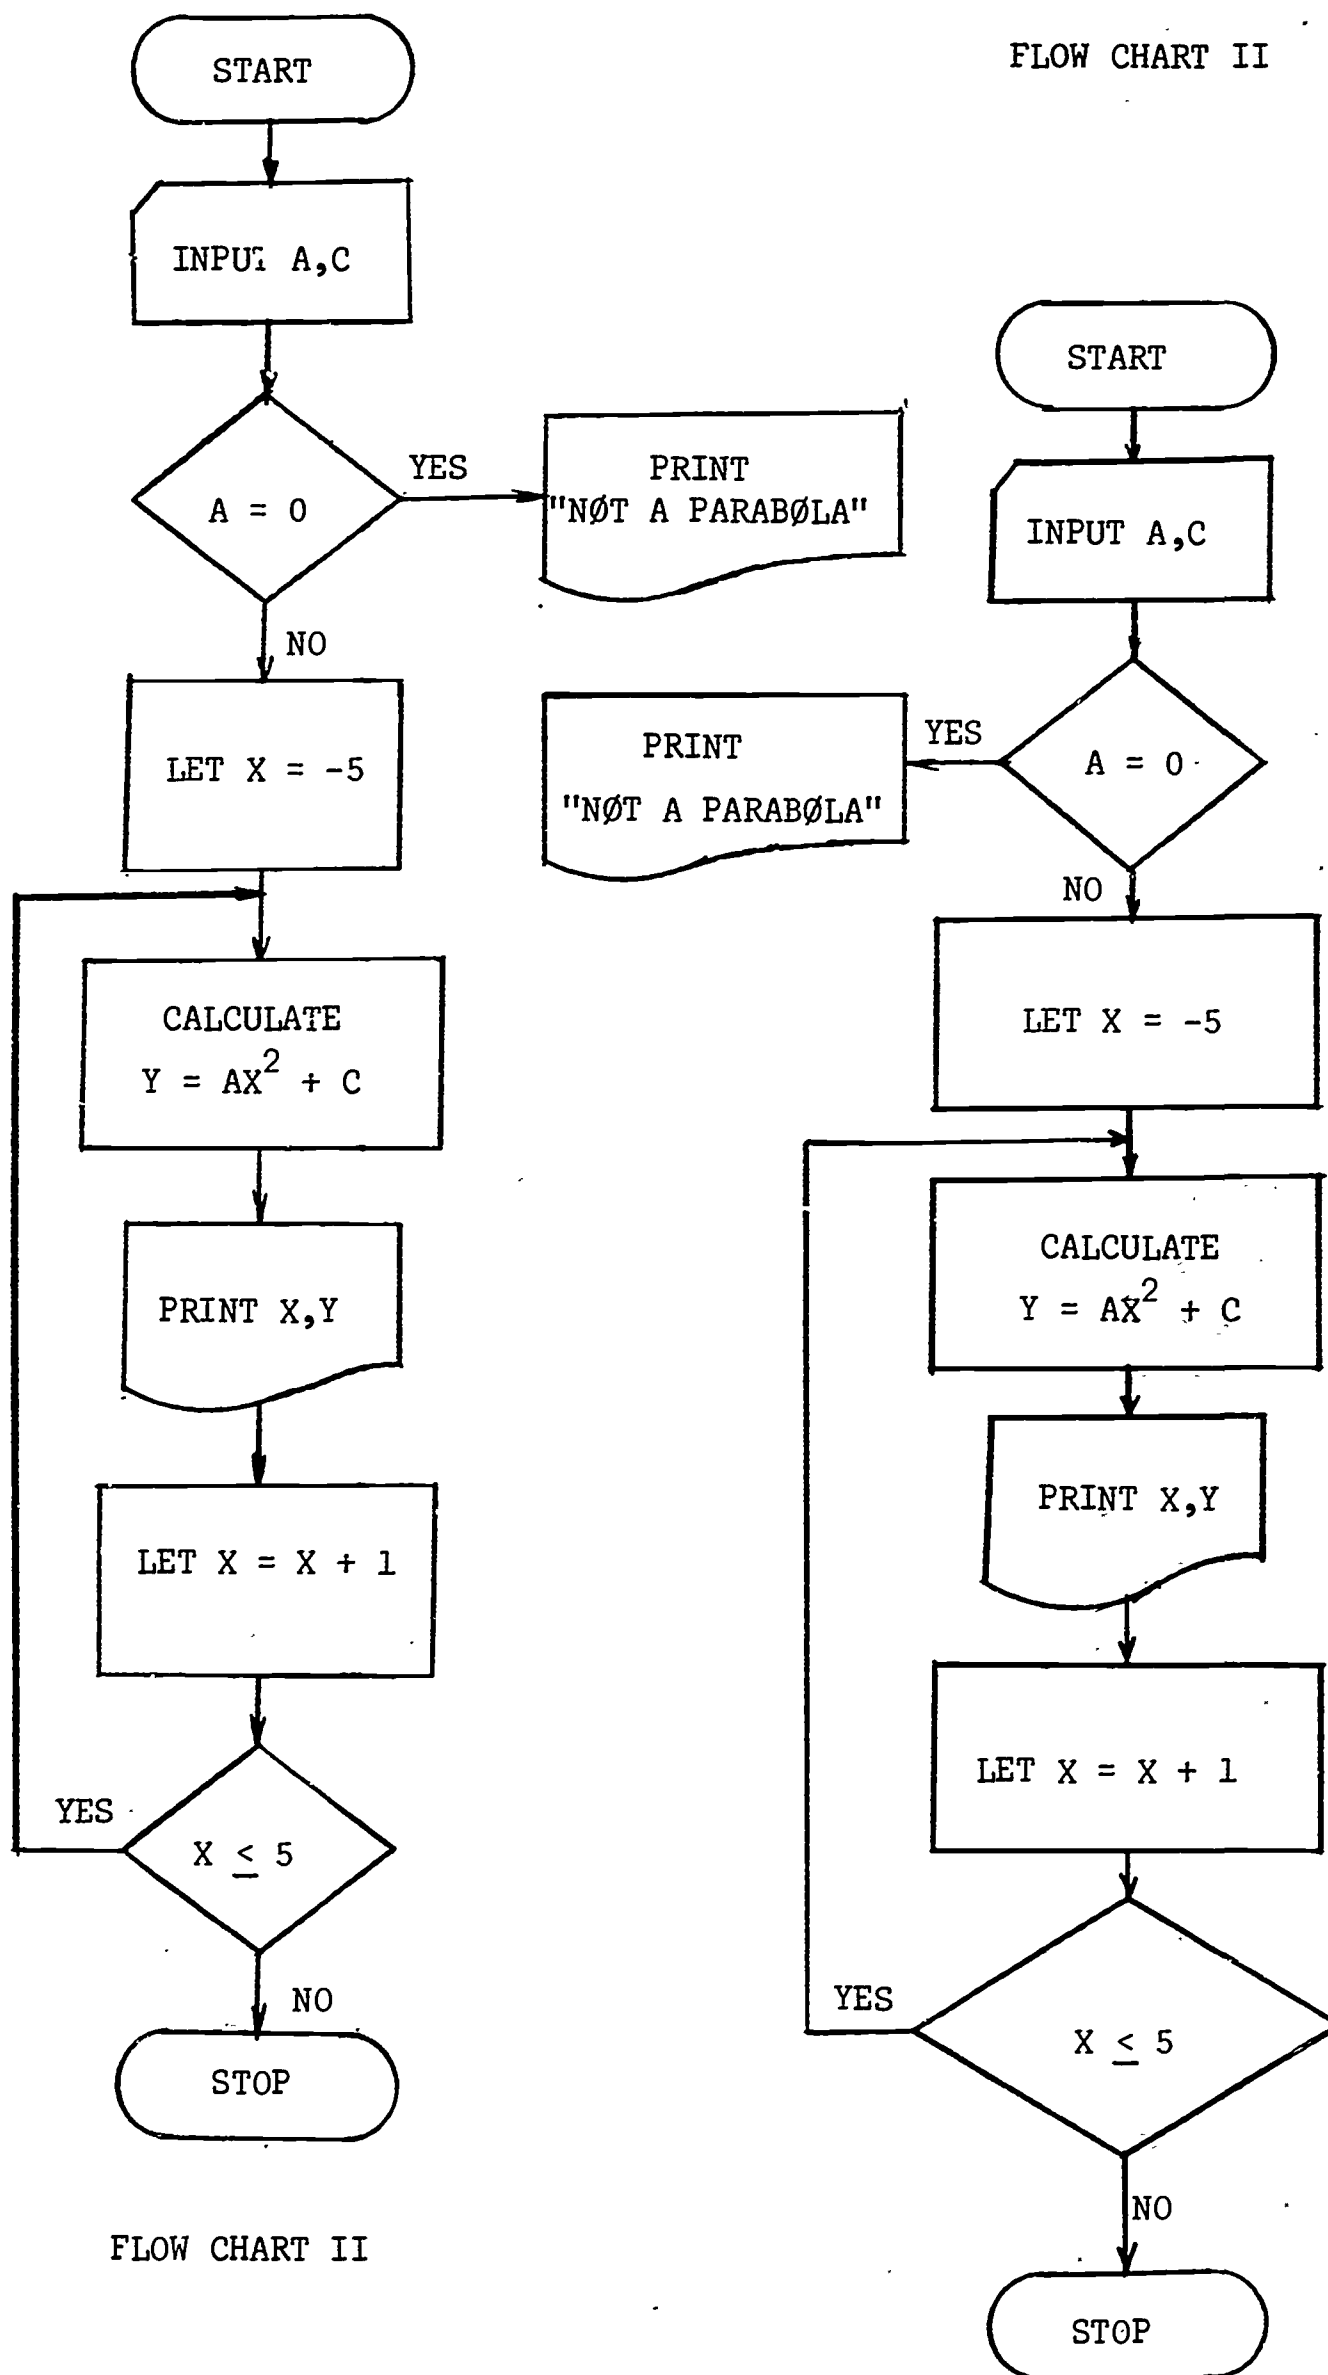 START
INPUT A,C
A = 0
YES
PRINT
"NØT A PARABØLA"
NO
LET X = -5
CALCULATE
Y = AX² + C
PRINT X,Y
LET X = X + 1
X ≤ 5
YES
NO
STOP
FLOW CHART II
FLOW CHART II
START
INPUT A,C
A = 0
YES
PRINT
"NØT A PARABØLA"
NO
LET X = -5
CALCULATE
Y = AX² + C
PRINT X,Y
LET X = X + 1
X ≤ 5
YES
NO
STOP